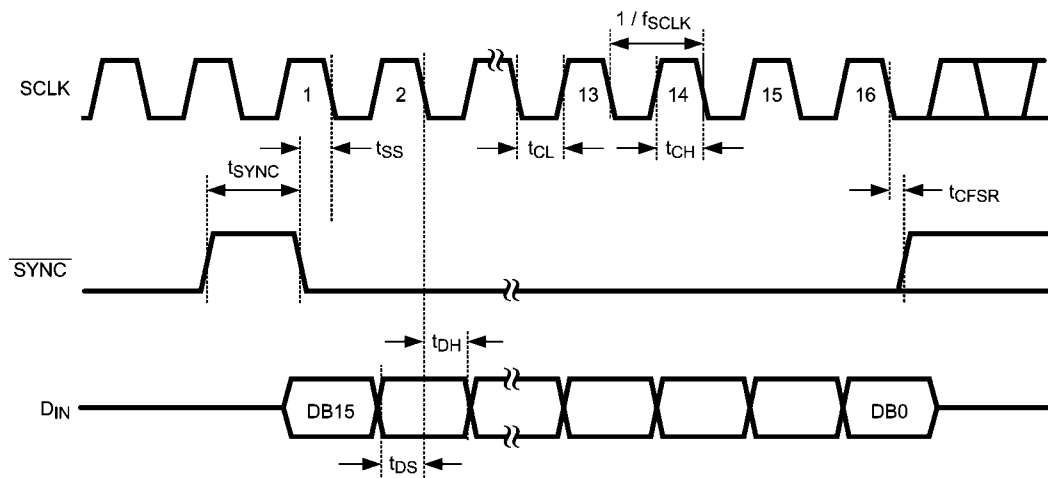 1 / fSCLK
SCLK
1
2
13
14
15
16
tSS
tCL
tCH
tSYNC
tCFSR
SYNC
tDH
DIN
DB15
DB0
tDS